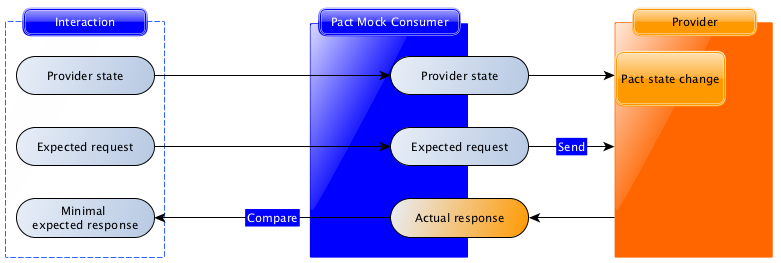 Interaction
Pact Mock Consumer
Provider
Provider state
Provider state
Pact state change
Expected request
Expected request
Send
Minimal
expected response
Compare
Actual response